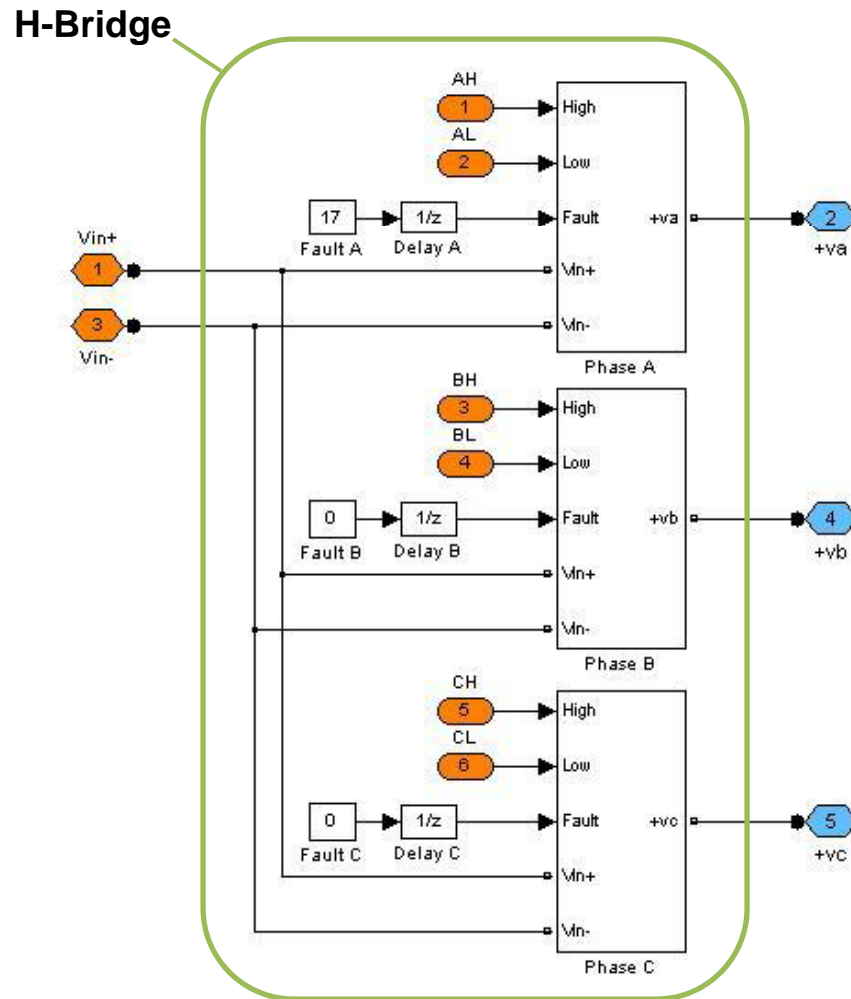 H-Bridge
AH
1
High
AL
2
Low
17
1/z
Fault
+va
2
Fault A
Delay A
+va
Vin+
1
Vin+
3
Vin-
Vin-
Phase A
BH
3
High
BL
4
Low
0
1/z
Fault
+vb
4
Fault B
Delay B
+vb
Vin+
Vin-
Phase B
CH
5
High
CL
6
Low
0
1/z
Fault
+vc
5
Fault C
Delay C
+vc
Vin+
Vin-
Phase C